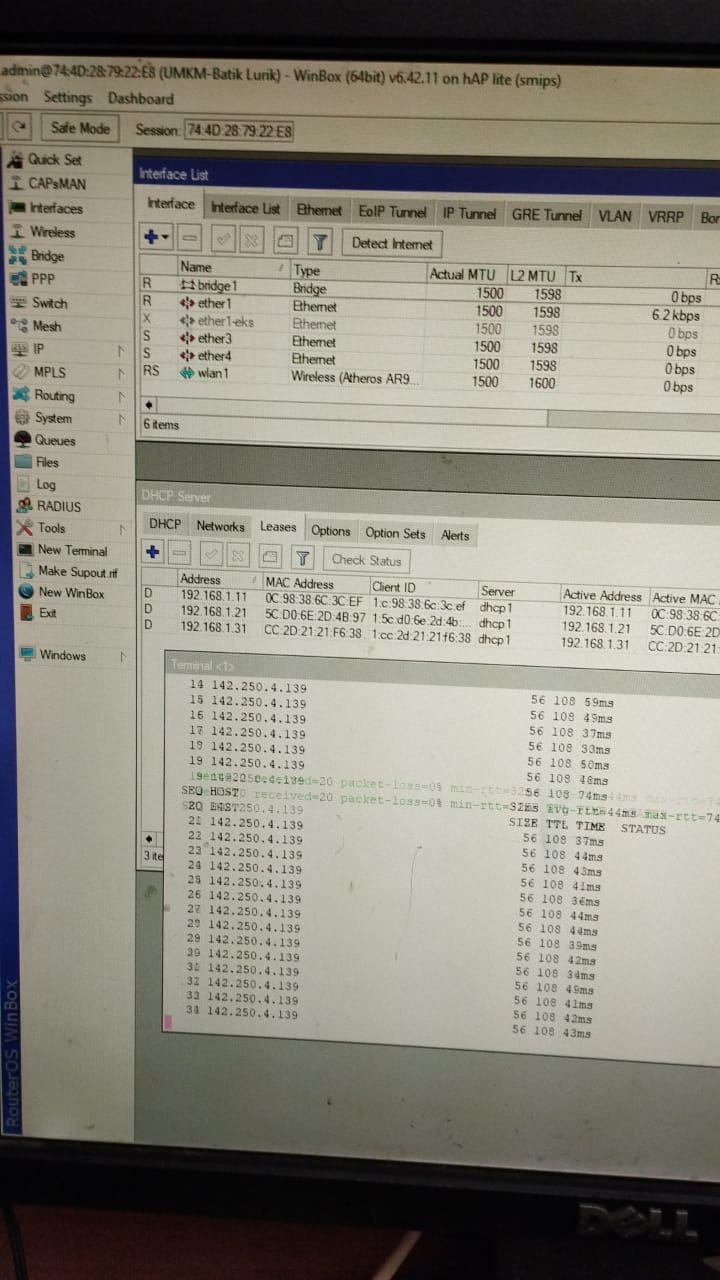 admin@74:4D:28:79:22:E8 (UMKM-Batik Lurik) - WinBox (64bit) v6.42.11 on hAP lite (smips)
ssion Settings Dashboard
Safe Mode Session: 74:4D:28:79:22:E8
Quick Set
CAPsMAN
Interfaces
Wireless
Bridge
PPP
Switch
Mesh
IP
MPLS
Routing
System
Queues
Files
Log
RADIUS
Tools
New Terminal
Make Supout.rif
New WinBox
Exit
Windows
RouterOS WinBox
Interface List
Interface Interface List Ethernet EoIP Tunnel IP Tunnel GRE Tunnel VLAN VRRP Bor
Detect Internet
Name Type Actual MTU L2 MTU Tx R
R bridge1 Bridge 1500 1598 0 bps
R ether1 Ethernet 1500 1598 6.2 kbps
X ether1-eks Ethernet 1500 1598 0 bps
S ether3 Ethernet 1500 1598 0 bps
S ether4 Ethernet 1500 1598 0 bps
RS wlan1 Wireless (Atheros AR9... 1500 1600 0 bps
6 items
DHCP Server
DHCP Networks Leases Options Option Sets Alerts
Check Status
Address MAC Address Client ID Server Active Address Active MAC
D 192.168.1.11 0C:98:38:6C:3C:EF 1:c:98:38:6c:3c:ef dhcp1 192.168.1.11 0C:98:38:6C
D 192.168.1.21 5C:D0:6E:2D:4B:97 1:5c:d0:6e:2d:4b:... dhcp1 192.168.1.21 5C:D0:6E:2D
D 192.168.1.31 CC:2D:21:21:F6:38 1:cc:2d:21:21:f6:38 dhcp1 192.168.1.31 CC:2D:21:21:
3 ite
Terminal <1>
14 142.250.4.139 56 108 59ms
15 142.250.4.139 56 108 49ms
16 142.250.4.139 56 108 37ms
17 142.250.4.139 56 108 33ms
18 142.250.4.139 56 108 50ms
19 142.250.4.139 56 108 48ms
56 108 74ms
SEQ HOST SIZE TTL TIME STATUS
received=20 packet-loss=0% min-rtt=32ms avg-rtt=44ms max-rtt=74
21 142.250.4.139 56 108 37ms
22 142.250.4.139 56 108 44ms
23 142.250.4.139 56 108 43ms
24 142.250.4.139 56 108 41ms
25 142.250.4.139 56 108 36ms
26 142.250.4.139 56 108 44ms
27 142.250.4.139 56 108 44ms
28 142.250.4.139 56 108 39ms
29 142.250.4.139 56 108 42ms
30 142.250.4.139 56 108 34ms
31 142.250.4.139 56 108 49ms
32 142.250.4.139 56 108 41ms
33 142.250.4.139 56 108 42ms
34 142.250.4.139 56 108 43ms
DELL